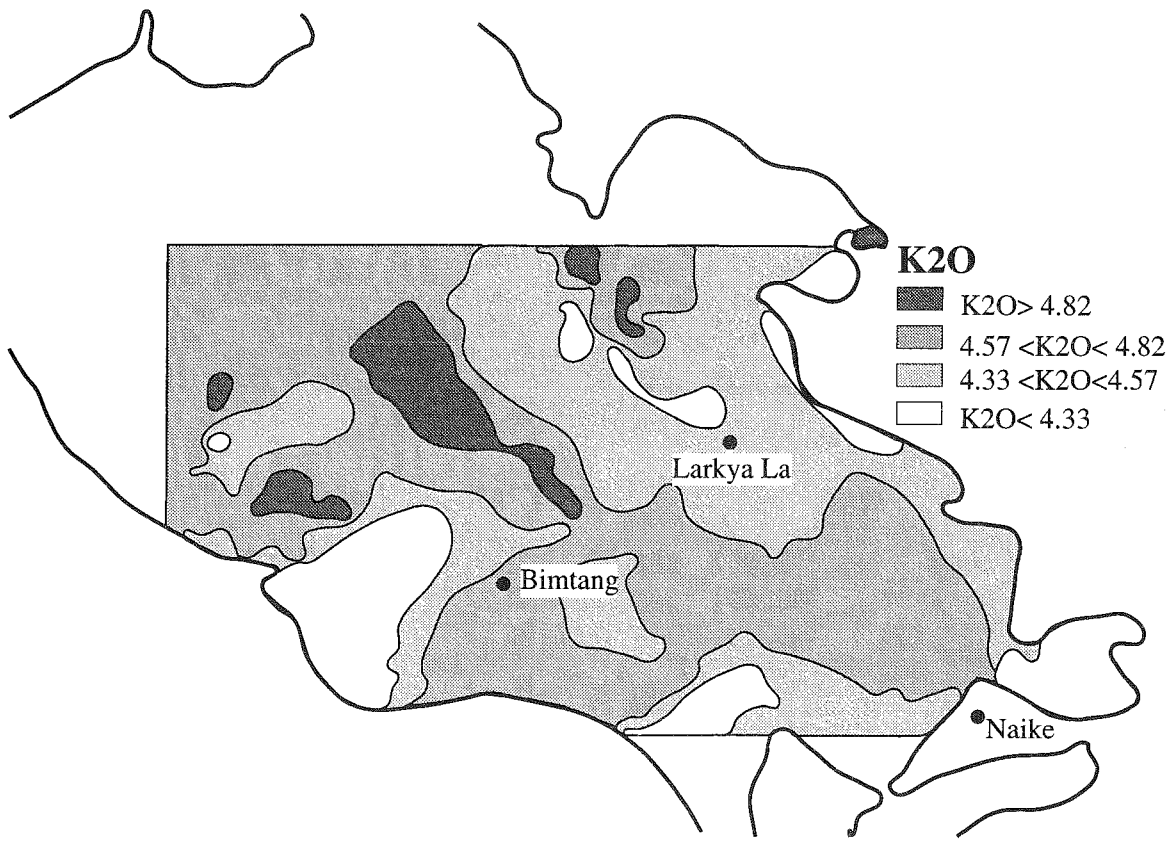 K2O
K2O> 4.82
4.57 <K2O< 4.82
4.33 <K2O<4.57
K2O< 4.33
Larkya La
Bimtang
Naike